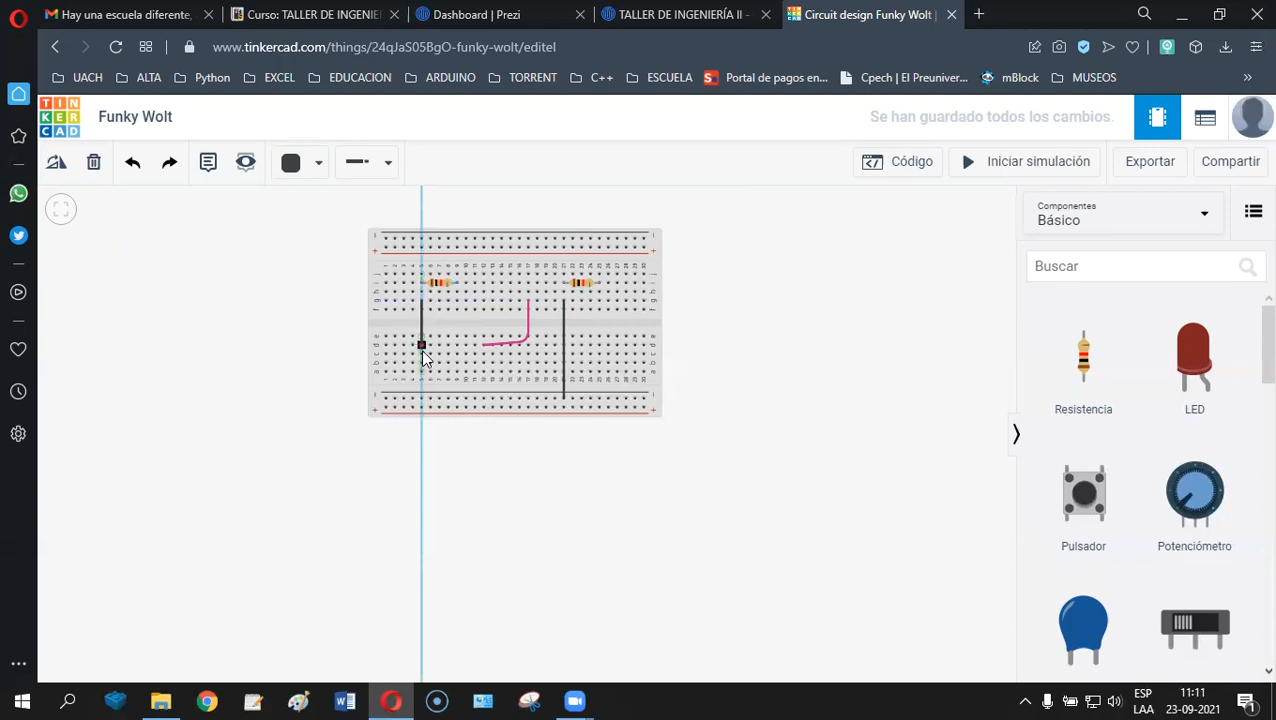 Hay una escuela diferente,
Curso: TALLER DE INGENIE
Dashboard | Prezi
TALLER DE INGENIERÍA II -
Circuit design Funky Wolt |
www.tinkercad.com/things/24qJaS05BgO-funky-wolt/editel
UACH
ALTA
Python
EXCEL
EDUCACION
ARDUINO
TORRENT
C++
ESCUELA
Portal de pagos en...
Cpech | El Preuniver...
mBlock
MUSEOS
TIN
KER
CAD
Funky Wolt
Se han guardado todos los cambios.
Código
Iniciar simulación
Exportar
Compartir
Componentes
Básico
Buscar
Resistencia
LED
Pulsador
Potenciómetro
ESP
LAA
11:11
23-09-2021
1